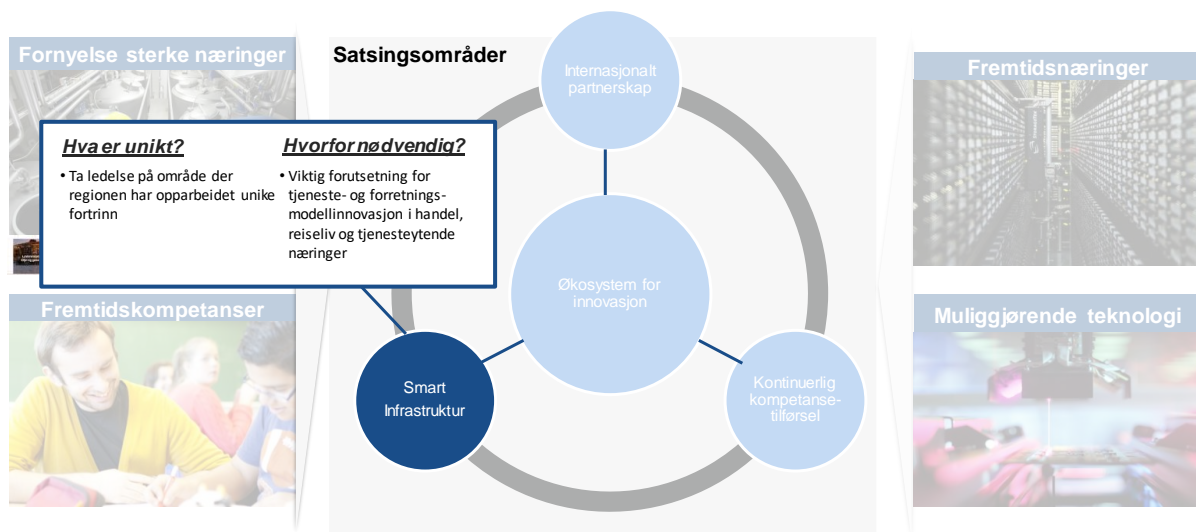 Fornyelse sterke næringer
Satsingsområder
Internasjonalt
partnerskap
Fremtidsnæringer
Hva er unikt?
• Ta ledelse på område der
regionen har opparbeidet unike
fortrinn
Hvorfor nødvendig?
• Viktig forutsetning for
tjeneste- og forretnings-
modellinnovasjon i handel,
reiseliv og tjenesteytende
næringer
Økosystem for
innovasjon
Fremtidskompetanser
Muliggjørende teknologi
Smart
Infrastruktur
Kontinuerlig
kompetanse-
tilførsel